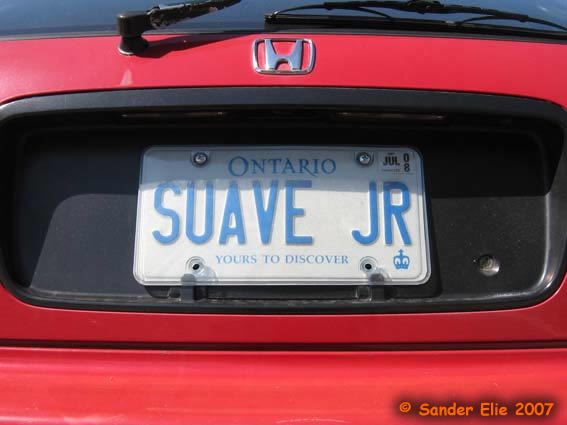 ONTARIO
JUL 08
SUAVE JR
YOURS TO DISCOVER
© Sander Elie 2007